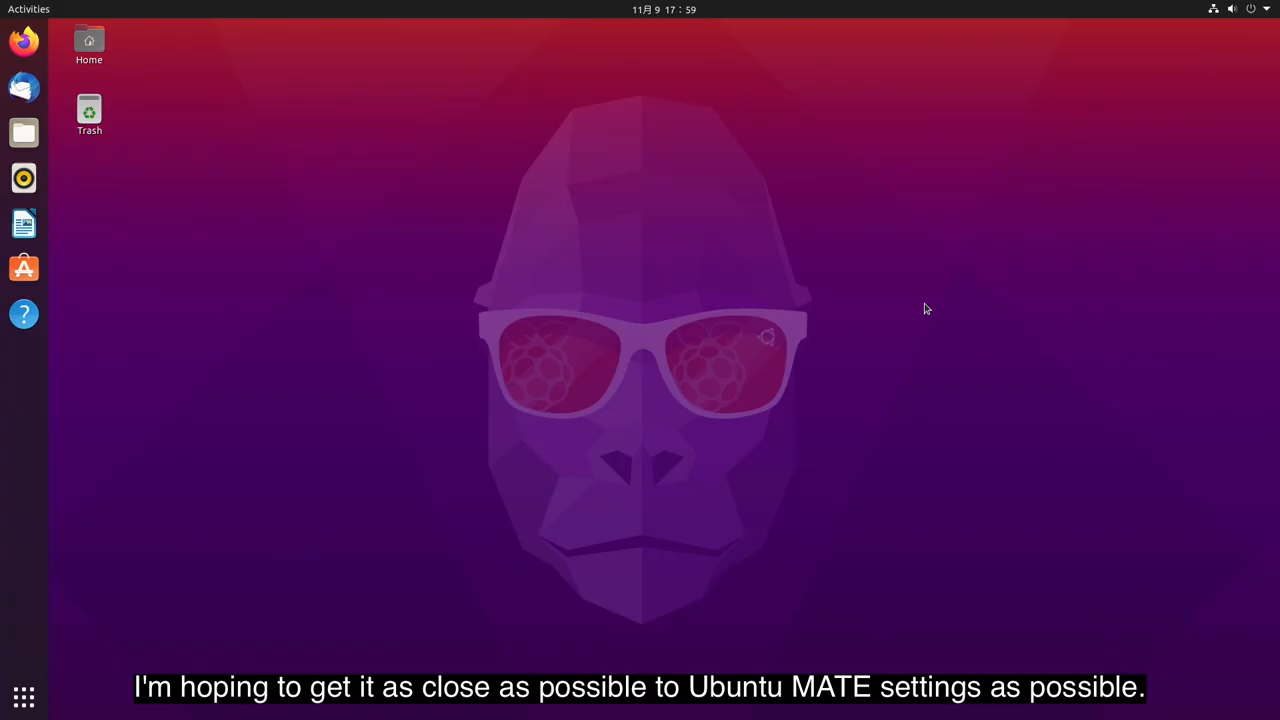 Activities
11月 9 17：59
Home
Trash
I'm hoping to get it as close as possible to Ubuntu MATE settings as possible.